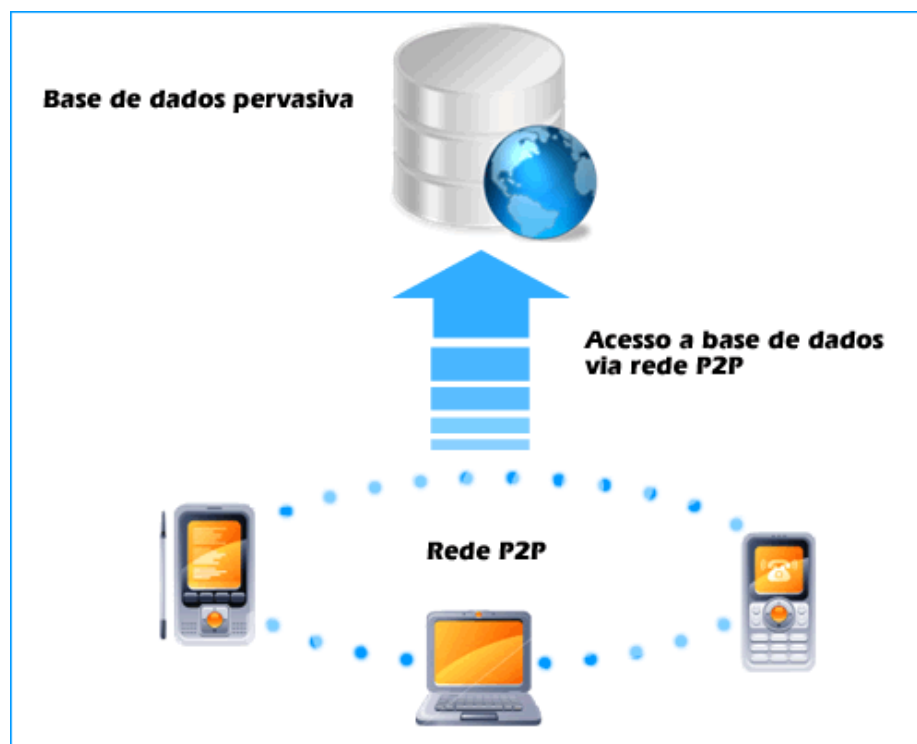 Base de dados pervasiva
Acesso a base de dados
via rede P2P
Rede P2P